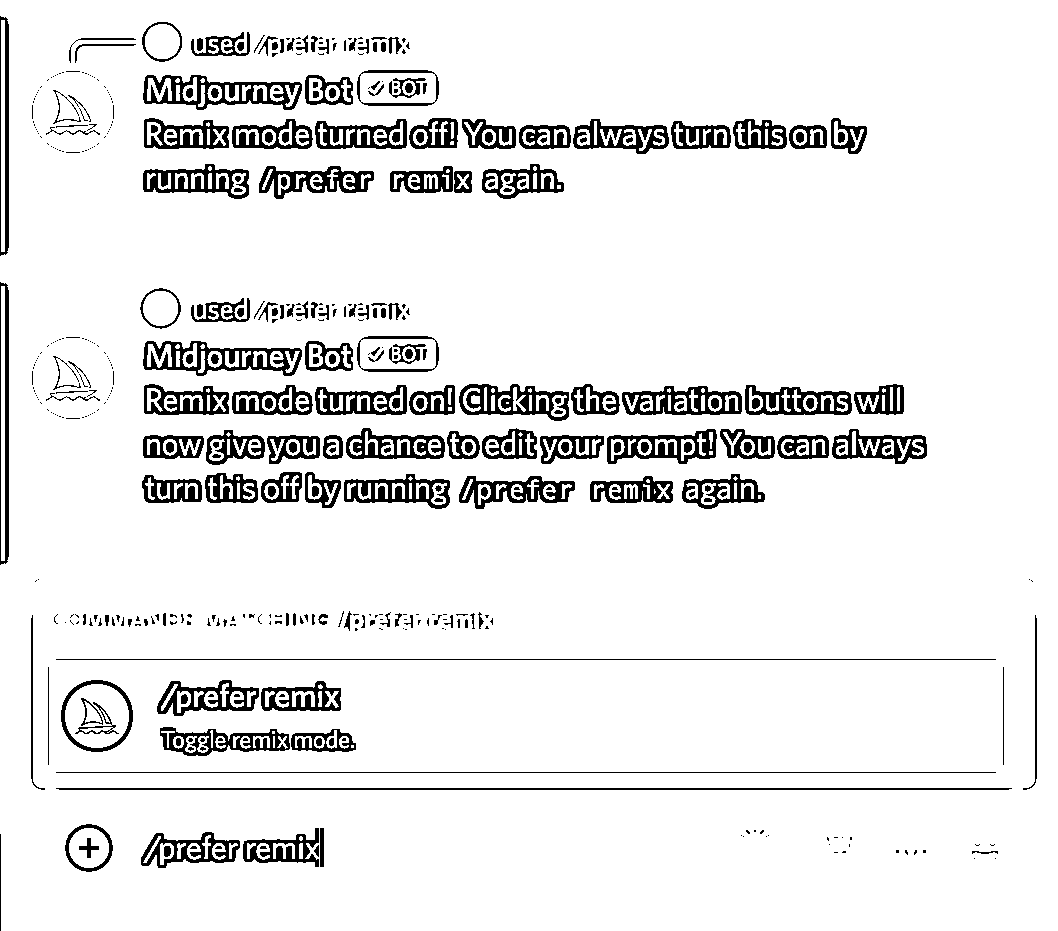 used /prefer remix
Midjourney Bot BOT
Remix mode turned off! You can always turn this on by
running /prefer remix again.
used /prefer remix
Midjourney Bot BOT
Remix mode turned on! Clicking the variation buttons will
now give you a chance to edit your prompt! You can always
turn this off by running /prefer remix again.
COMMANDS MATCHING /prefer remix
/prefer remix
Toggle remix mode.
/prefer remix